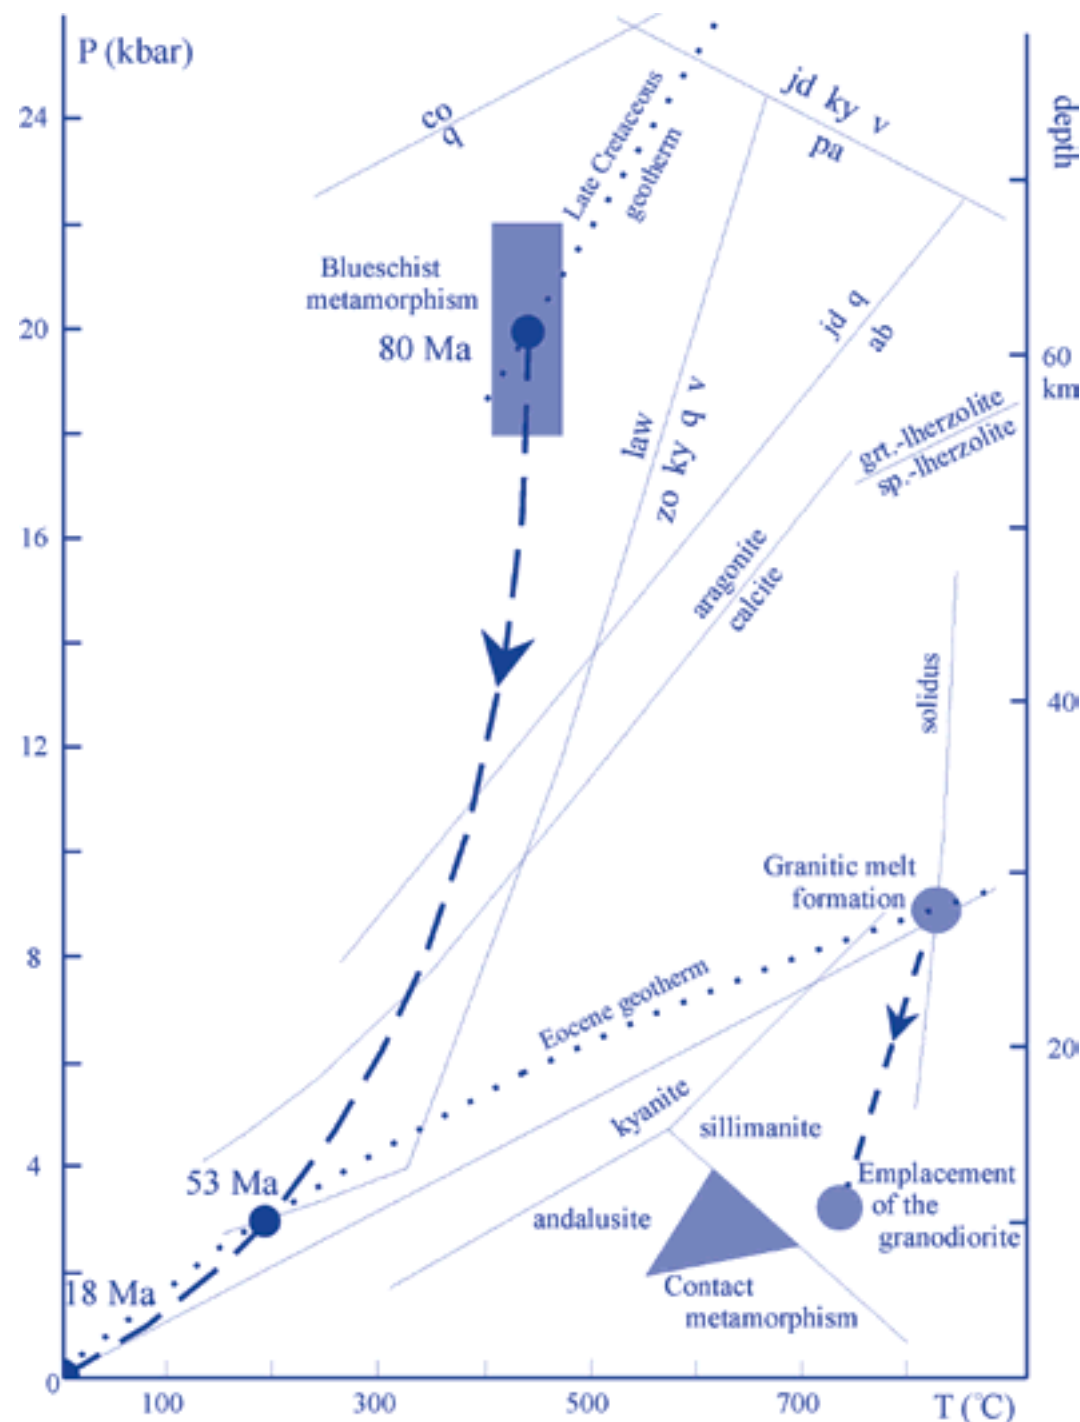 P (kbar)
24
20
16
12
8
4
0
co
q
Late Cretaceous
geotherm
jd ky v
pa
depth
Blueschist
metamorphism
80 Ma
jd q
ab
60
km
law
zo ky q v
grt.-lherzolite
sp.-lherzolite
aragonite
calcite
solidus
40
Granitic melt
formation
Eocene geotherm
20
kyanite
sillimanite
andalusite
53 Ma
Emplacement
of the
granodiorite
Contact
metamorphism
18 Ma
100
300
500
700
T (°C)